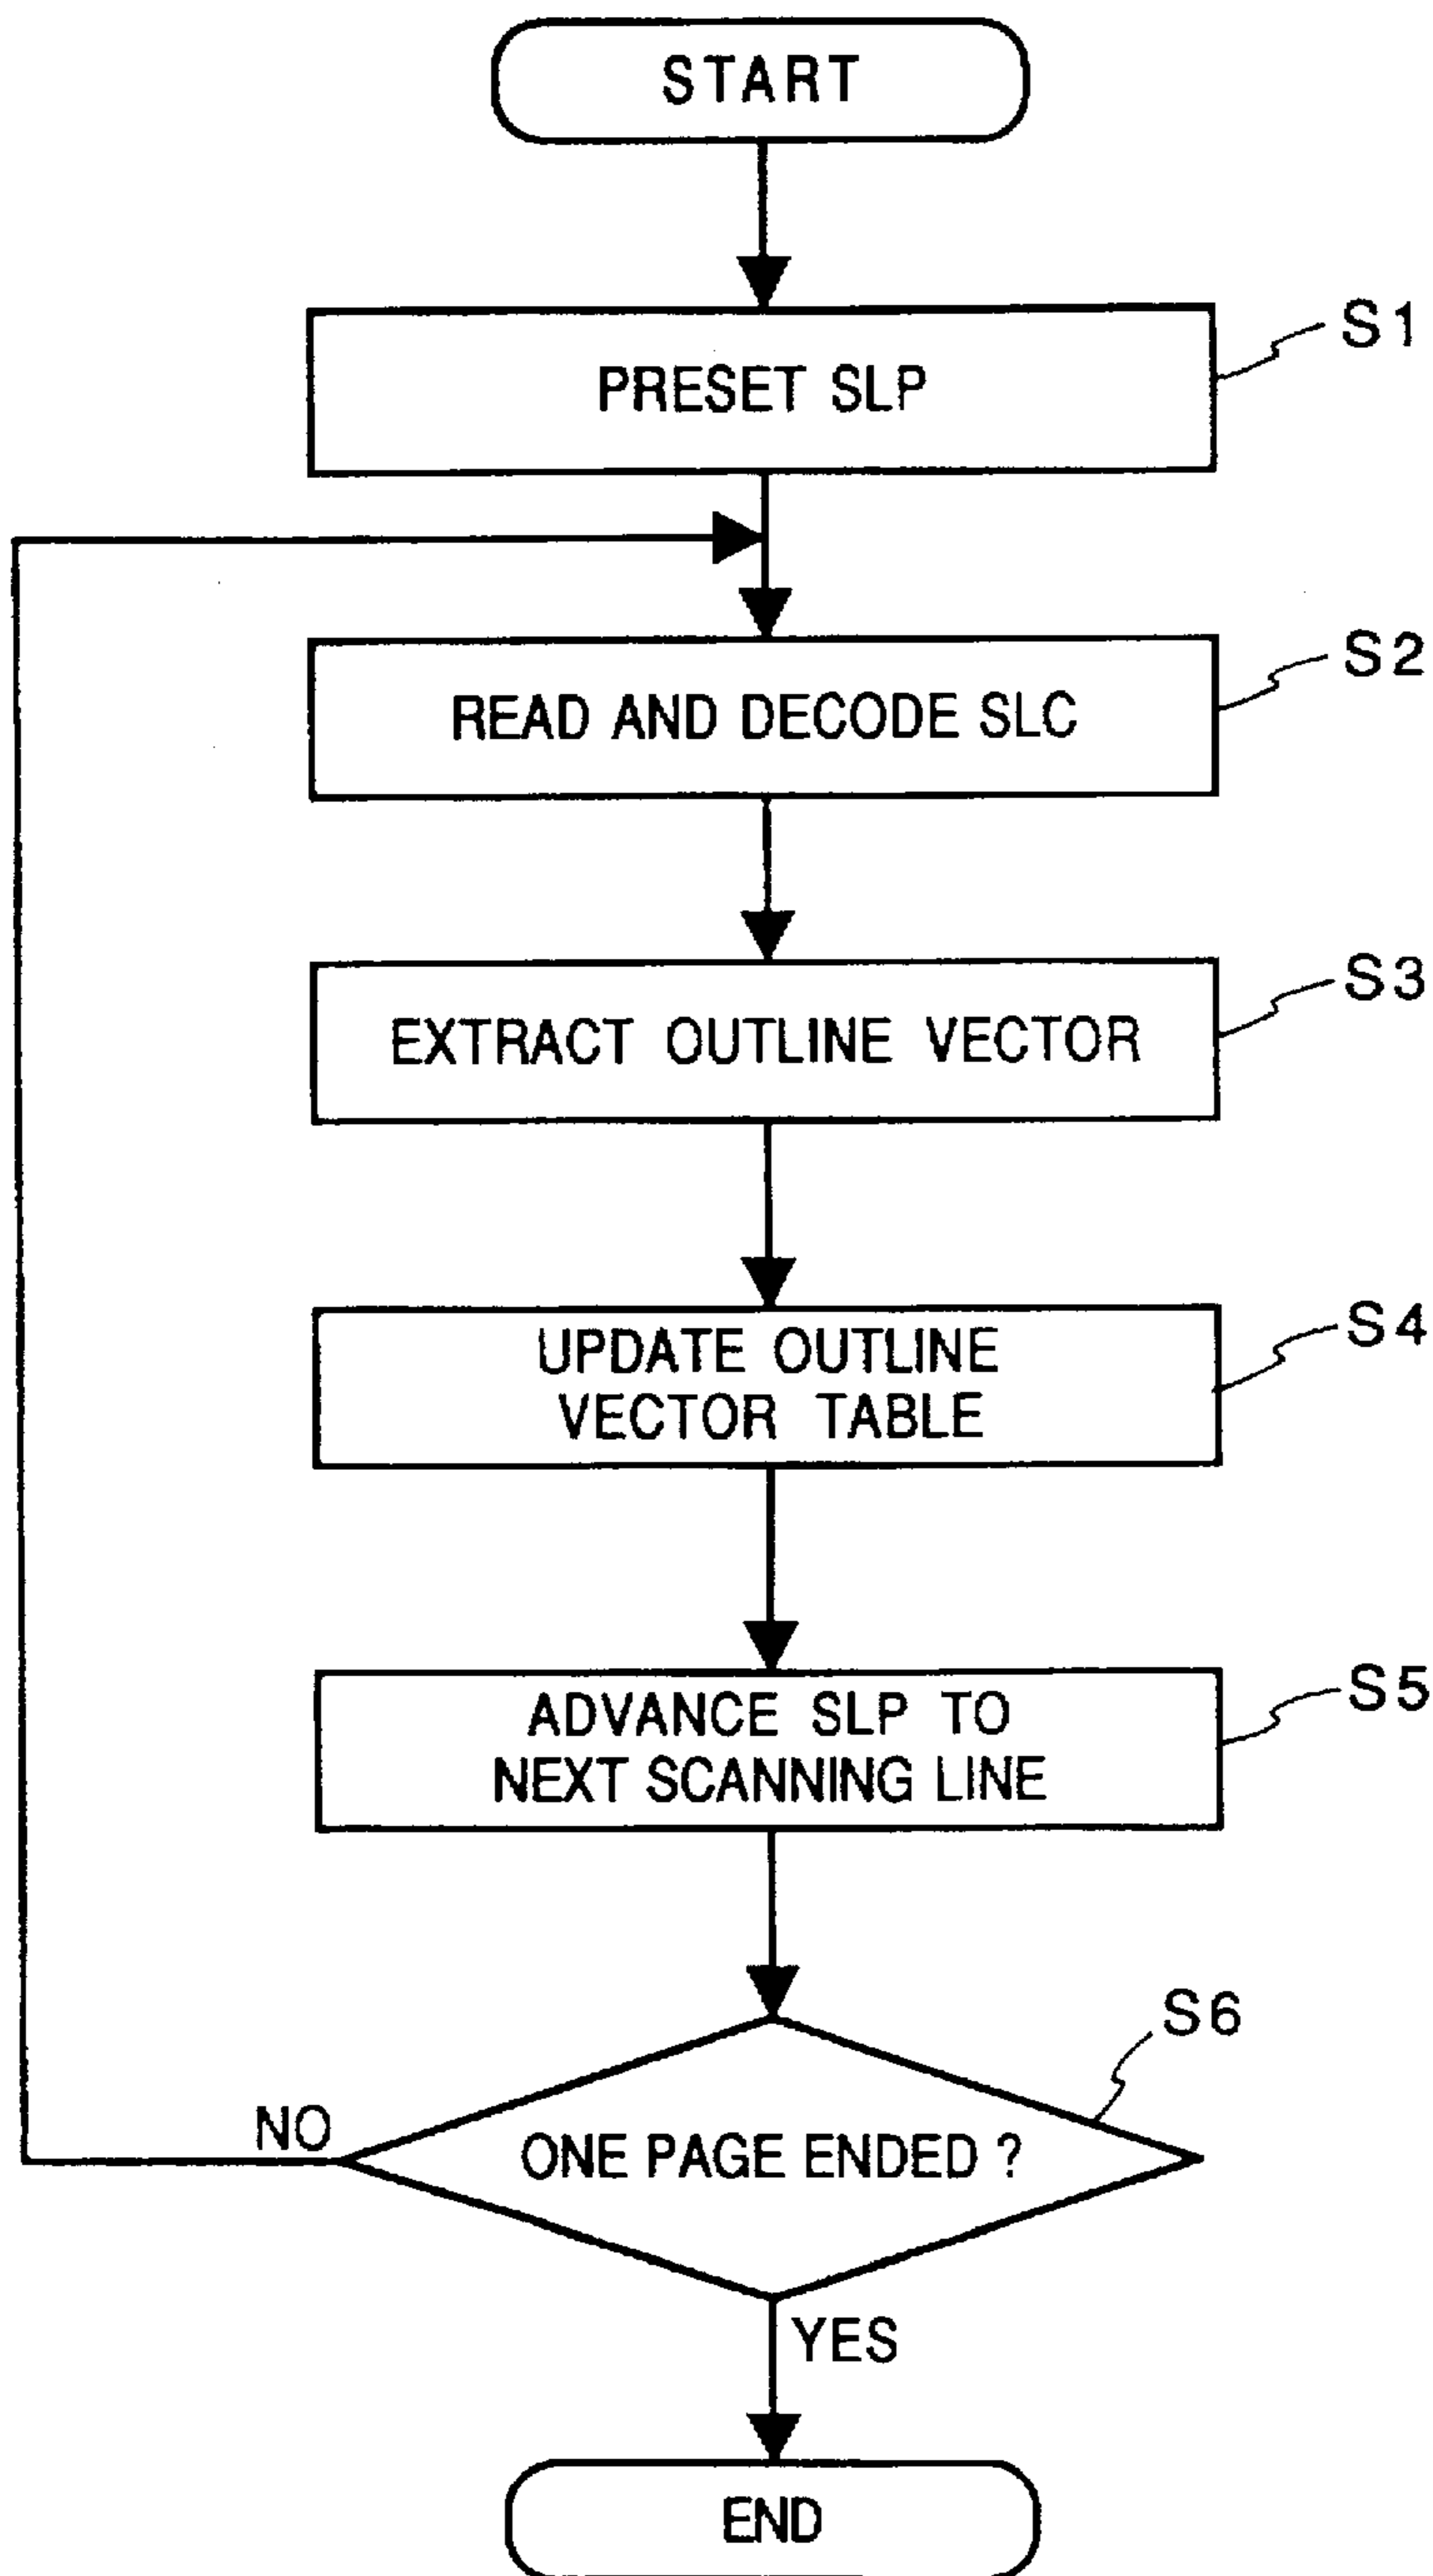 START
PRESET SLP
S1
READ AND DECODE SLC
S2
EXTRACT OUTLINE VECTOR
S3
UPDATE OUTLINE
VECTOR TABLE
S4
ADVANCE SLP TO
NEXT SCANNING LINE
S5
S6
NO
ONE PAGE ENDED ?
YES
END